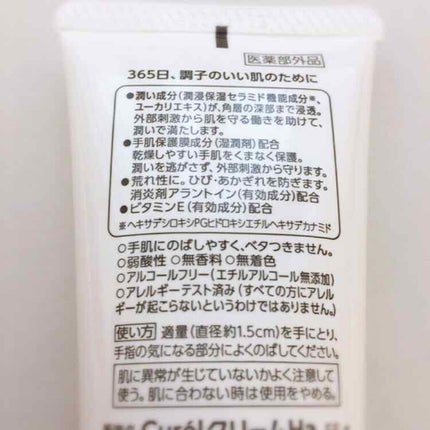 医薬部外品
365日、調子のいい肌のために
●潤い成分(潤浸保湿セラミド機能成分※、
ユーカリエキス)が、角層の深部まで浸透。
外部刺激から肌を守る働きを助けて、
潤いで満たします。
●手肌保護膜成分(湿潤剤)配合
乾燥しやすい手肌をくまなく保護。
潤いを逃がさず、外部刺激から守ります。
●荒れ性に。ひび・あかぎれを防ぎます。
消炎剤アラントイン(有効成分)配合
●ビタミンE(有効成分)配合
※ヘキサデシロキシPGヒドロキシエチルヘキサデカナミド
○手肌にのばしやすく、ベタつきません。
○弱酸性 ○無香料 ○無着色
○アルコールフリー(エチルアルコール無添加)
○アレルギーテスト済み(すべての方にアレル
ギーが起こらないというわけではありません。)
使い方 適量(直径約1.5cm)を手にとり、
手指の気になる部分によくのばしてください。
肌に異常が生じていないかよく注意して
使う。肌に合わない時は使用をやめる。
Curél クリームHa